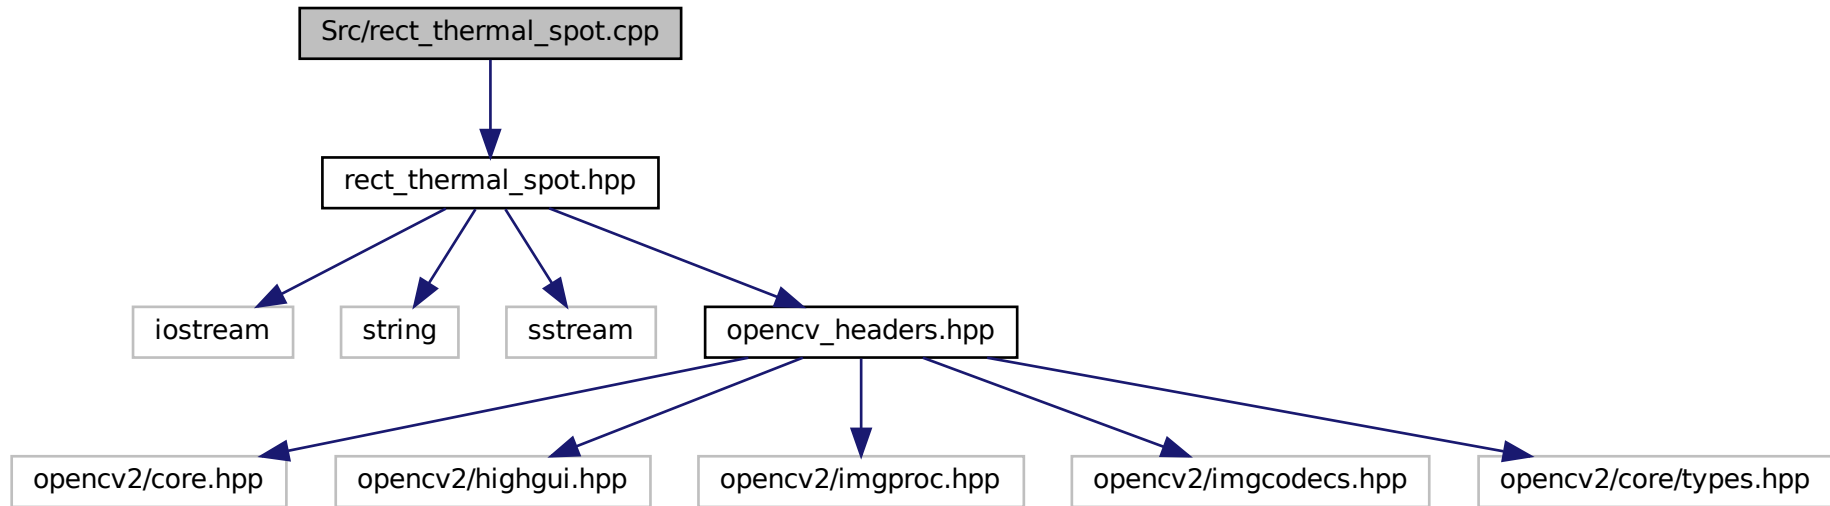 Src/rect_thermal_spot.cpp
rect_thermal_spot.hpp
iostream
string
sstream
opencv_headers.hpp
opencv2/core.hpp
opencv2/highgui.hpp
opencv2/imgproc.hpp
opencv2/imgcodecs.hpp
opencv2/core/types.hpp